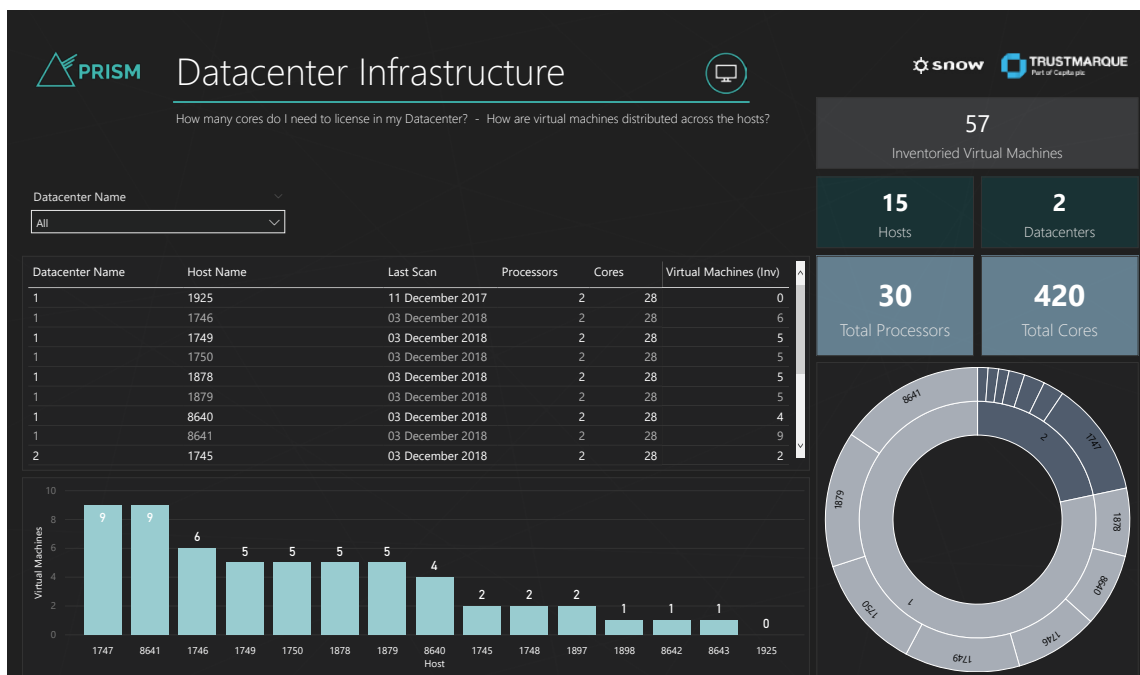 PRISM
Datacenter Infrastructure
snow
TRUSTMARQUE
Part of Capita plc
How many cores do I need to license in my Datacenter? - How are virtual machines distributed across the hosts?
57
Inventoried Virtual Machines
Datacenter Name
All
15
Hosts
2
Datacenters
30
Total Processors
420
Total Cores
Datacenter Name Host Name Last Scan Processors Cores Virtual Machines (Inv)
1 1925 11 December 2017 2 28 0
1 1746 03 December 2018 2 28 6
1 1749 03 December 2018 2 28 5
1 1750 03 December 2018 2 28 5
1 1878 03 December 2018 2 28 5
1 1879 03 December 2018 2 28 5
1 8640 03 December 2018 2 28 4
1 8641 03 December 2018 2 28 9
2 1745 03 December 2018 2 28 2
10
8
6
4
2
0
Virtual Machines
9 9 6 5 5 5 5 4 2 2 2 1 1 1 0
1747 8641 1746 1749 1750 1878 1879 8640 1745 1748 1897 1898 8642 8643 1925
Host
8641
2
1747
1879
1878
1750
1
8640
1746
1749